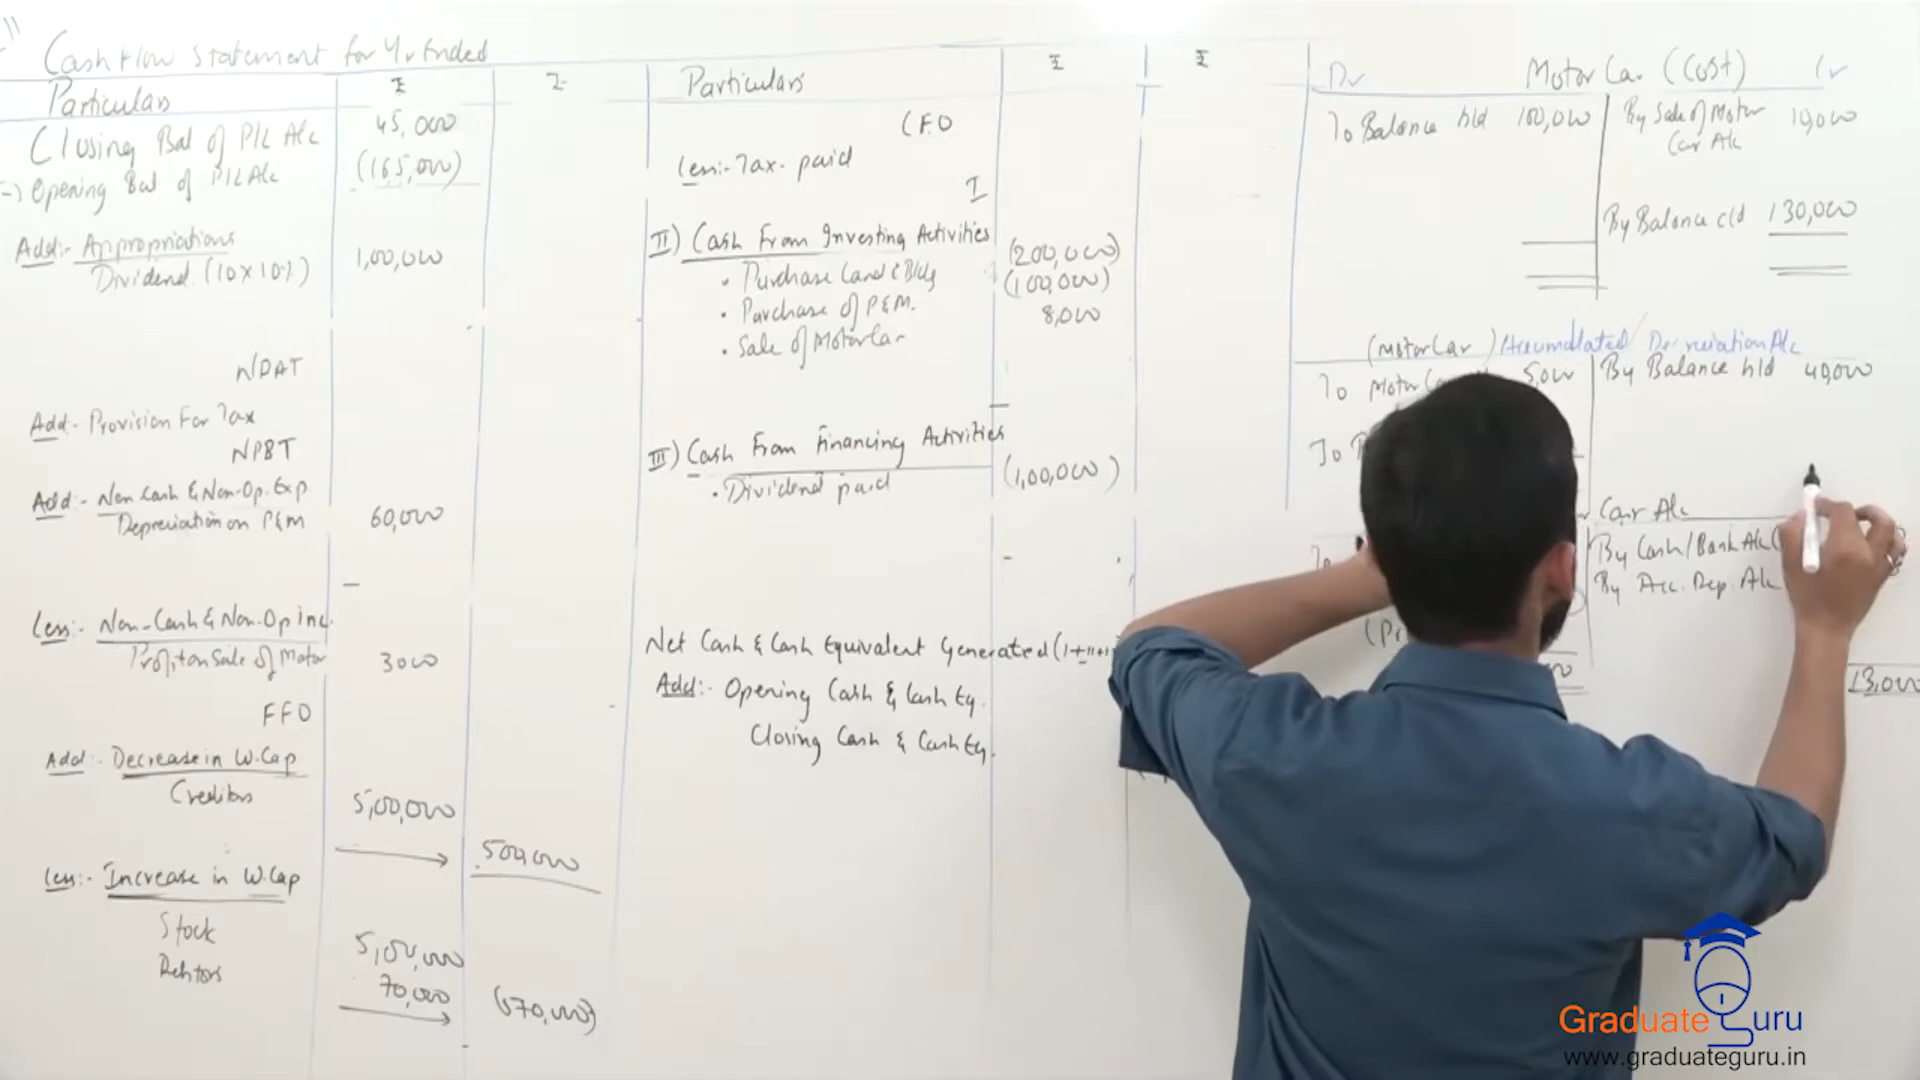 Cash Flow Statement for Yr Ended
Particulars ₹ ₹
Closing Bal of P/L A/c 45,000
(-) Opening Bal of P/L A/c (165,000)
Add:- Appropriations
Dividend (10x10%) 1,00,000
NPAT
Add:- Provision For Tax
NPBT
Add:- Non Cash & Non-Op. Exp.
Depreciation on P&M 60,000
Less:- Non-Cash & Non-Op inc.
Profit on Sale of Motor 3000
FFO
Add:- Decrease in W.Cap
Creditors 5,00,000
500,000
Less:- Increase in W.Cap
Stock 5,00,000
Debtors 70,000 (570,000)
Particulars ₹ ₹
CFO
Less:- Tax paid
I
II) Cash From Investing Activities
• Purchase Land & Bldg (200,000)
• Purchase of P&M. (100,000)
• Sale of Motor Car 8,000
III) Cash From Financing Activities
• Dividend paid (1,00,000)
Net Cash & Cash Equivalent Generated (I+II+
Add:- Opening Cash & Cash Eq.
Closing Cash & Cash Eq.
Dr Motor Car (Cost) Cr
To Balance b/d 100,000 By Sale of Motor Car A/c 10,000
By Balance c/d 130,000
(Motor Car) Accumulated Depreciation A/c
To Motor 5,000 By Balance b/d 40,000
To
Car A/c
By Cash/Bank A/c
By Acc. Dep. A/c
13,000
Graduate Guru
www.graduateguru.in